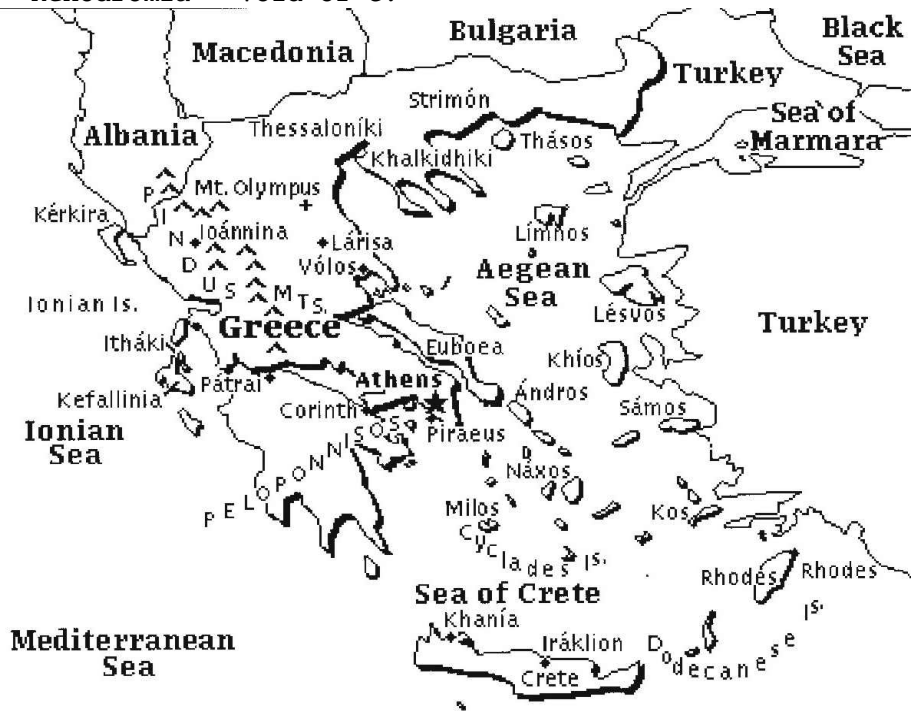 Bulgaria
Black
Sea
Macedonia
Turkey
Strimón
Sea of
Marmara
Thessaloníki
Albania
Thásos
Khalkidhiki
Mt. Olympus
Kérkira
Ioánnina
Lárisa
Límnos
Vólos
Aegean
Sea
PINDUS MTS.
Ionian Is.
Lésvos
Turkey
Greece
Itháki
Euboea
Khíos
Pátrai
Athens
Kefallinia
Ándros
Corinth
Sámos
Ionian
Sea
Piraeus
PELOPONNISOS
Náxos
Milos
Kos
Cyclades Is.
Rhodes
Rhodes
Sea of Crete
Khanía
Mediterranean
Sea
Iráklion
Dodecanese Is.
Crete